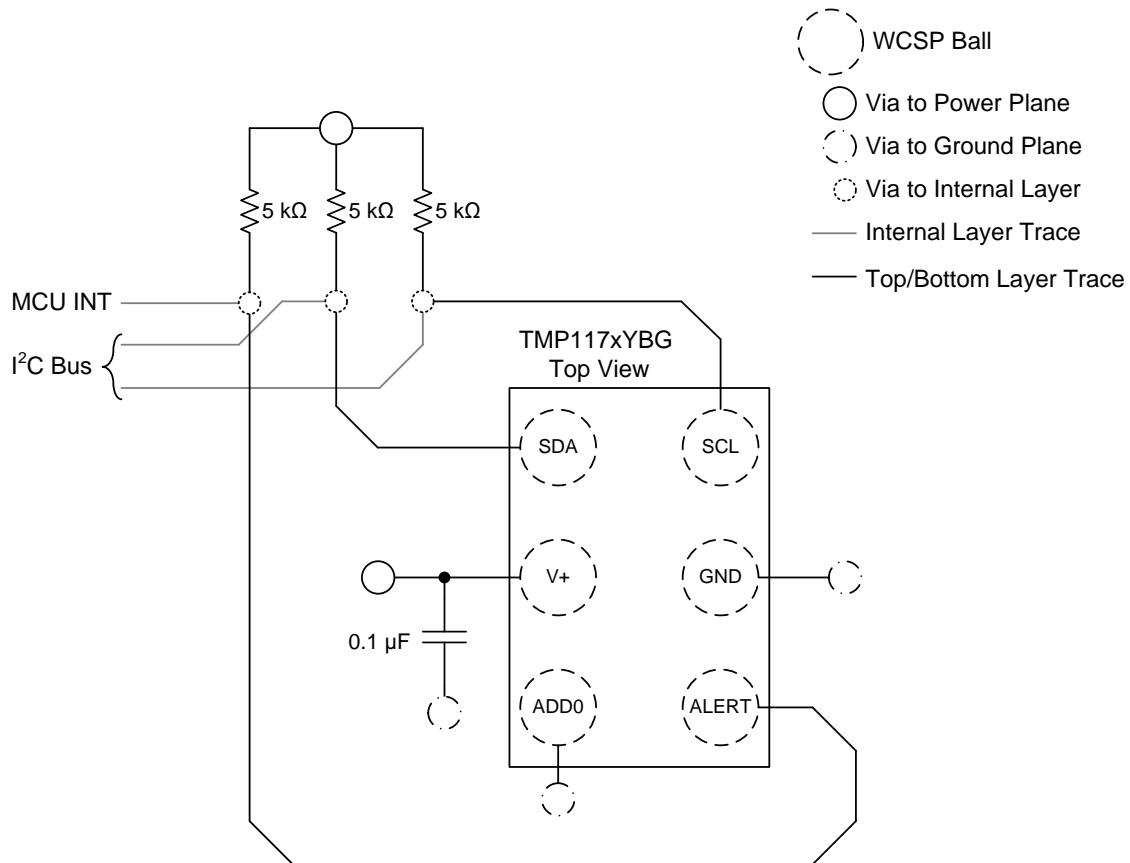 WCSP Ball
Via to Power Plane
Via to Ground Plane
Via to Internal Layer
Internal Layer Trace
Top/Bottom Layer Trace
5 kΩ
5 kΩ
5 kΩ
MCU INT
I²C Bus
TMP117xYBG
Top View
SDA
SCL
V+
GND
0.1 µF
ADD0
ALERT